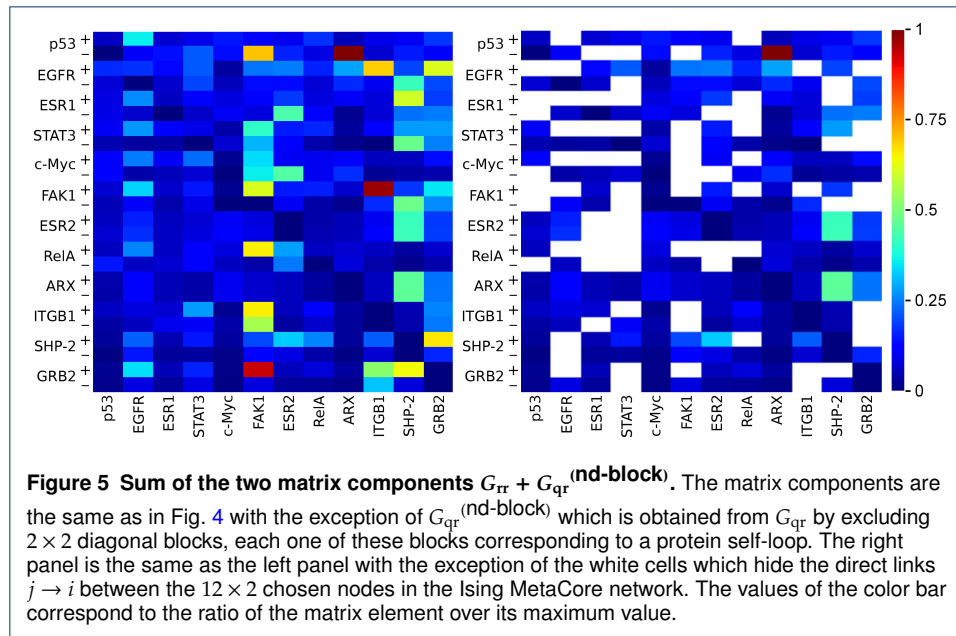 p53 + −
EGFR + −
ESR1 + −
STAT3 + −
c-Myc + −
FAK1 + −
ESR2 + −
RelA + −
ARX + −
ITGB1 + −
SHP-2 + −
GRB2 + −
p53 EGFR ESR1 STAT3 c-Myc FAK1 ESR2 RelA ARX ITGB1 SHP-2 GRB2
p53 + −
EGFR + −
ESR1 + −
STAT3 + −
c-Myc + −
FAK1 + −
ESR2 + −
RelA + −
ARX + −
ITGB1 + −
SHP-2 + −
GRB2 + −
p53 EGFR ESR1 STAT3 c-Myc FAK1 ESR2 RelA ARX ITGB1 SHP-2 GRB2
1
0.75
0.5
0.25
0
Figure 5 Sum of the two matrix components G_rr + G_qr^(nd-block). The matrix components are
the same as in Fig. 4 with the exception of G_qr^(nd-block) which is obtained from G_qr by excluding
2 × 2 diagonal blocks, each one of these blocks corresponding to a protein self-loop. The right
panel is the same as the left panel with the exception of the white cells which hide the direct links
j → i between the 12 × 2 chosen nodes in the Ising MetaCore network. The values of the color bar
correspond to the ratio of the matrix element over its maximum value.